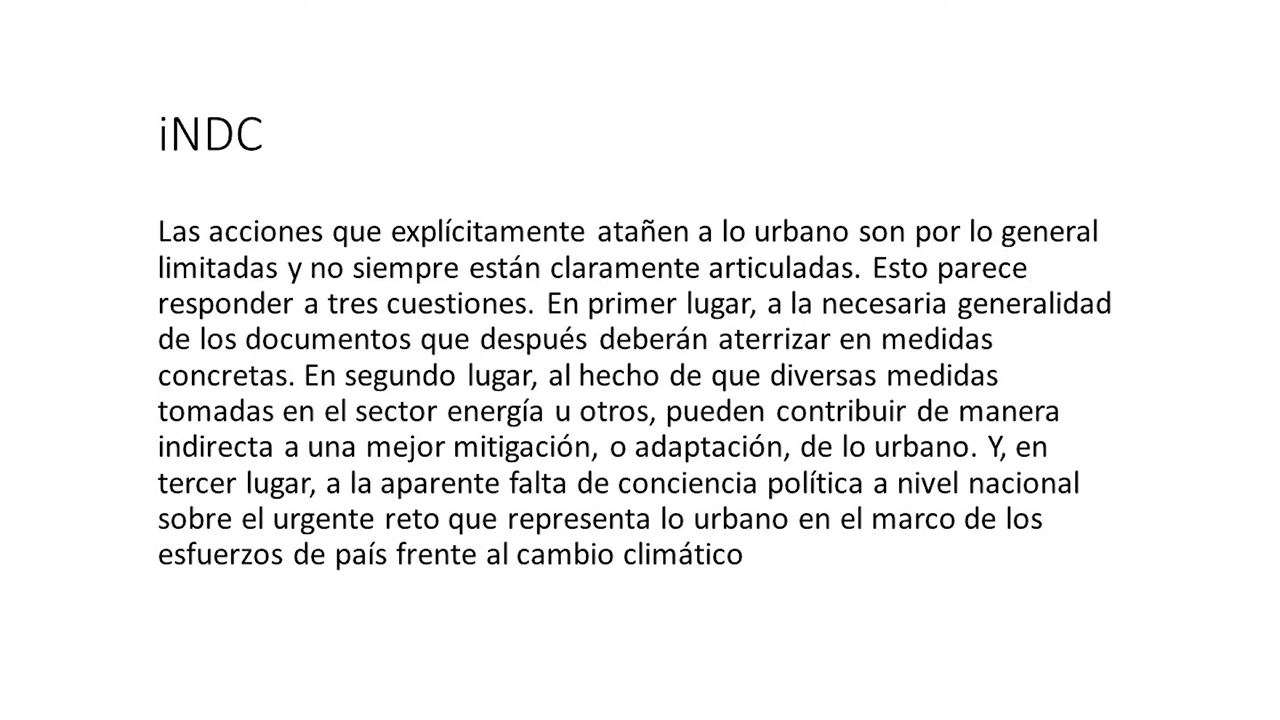 iNDC
Las acciones que explícitamente atañen a lo urbano son por lo general
limitadas y no siempre están claramente articuladas. Esto parece
responder a tres cuestiones. En primer lugar, a la necesaria generalidad
de los documentos que después deberán aterrizar en medidas
concretas. En segundo lugar, al hecho de que diversas medidas
tomadas en el sector energía u otros, pueden contribuir de manera
indirecta a una mejor mitigación, o adaptación, de lo urbano. Y, en
tercer lugar, a la aparente falta de conciencia política a nivel nacional
sobre el urgente reto que representa lo urbano en el marco de los
esfuerzos de país frente al cambio climático